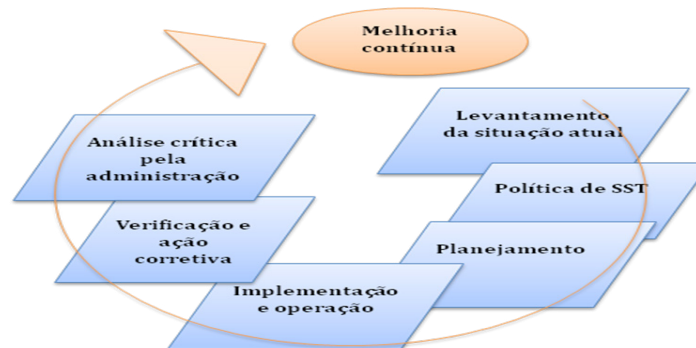 Melhoria
contínua
Levantamento
da situação atual
Política de SST
Planejamento
Implementação
e operação
Verificação e
ação
corretiva
Análise crítica
pela
administração